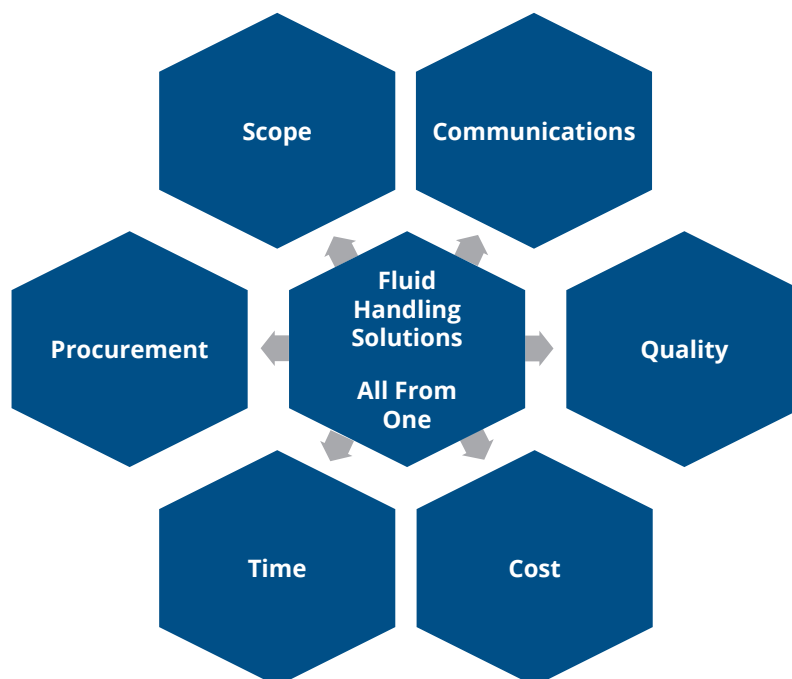 Scope
Communications
Procurement
Fluid
Handling
Solutions
All From
One
Quality
Time
Cost